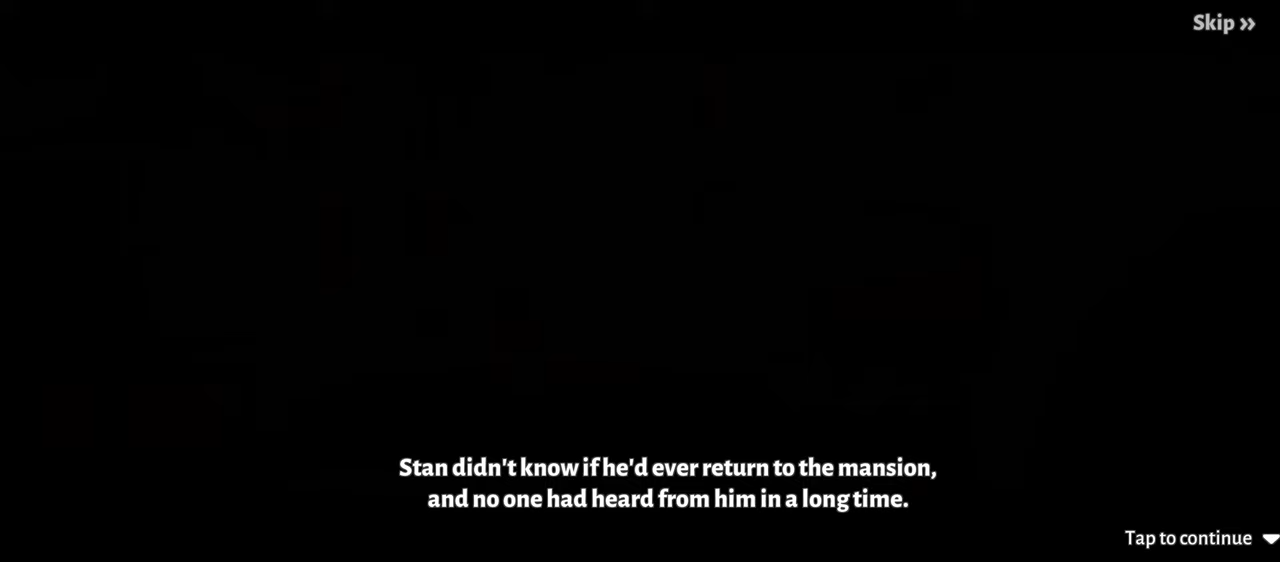 Skip »
Stan didn't know if he'd ever return to the mansion,
and no one had heard from him in a long time.
Tap to continue